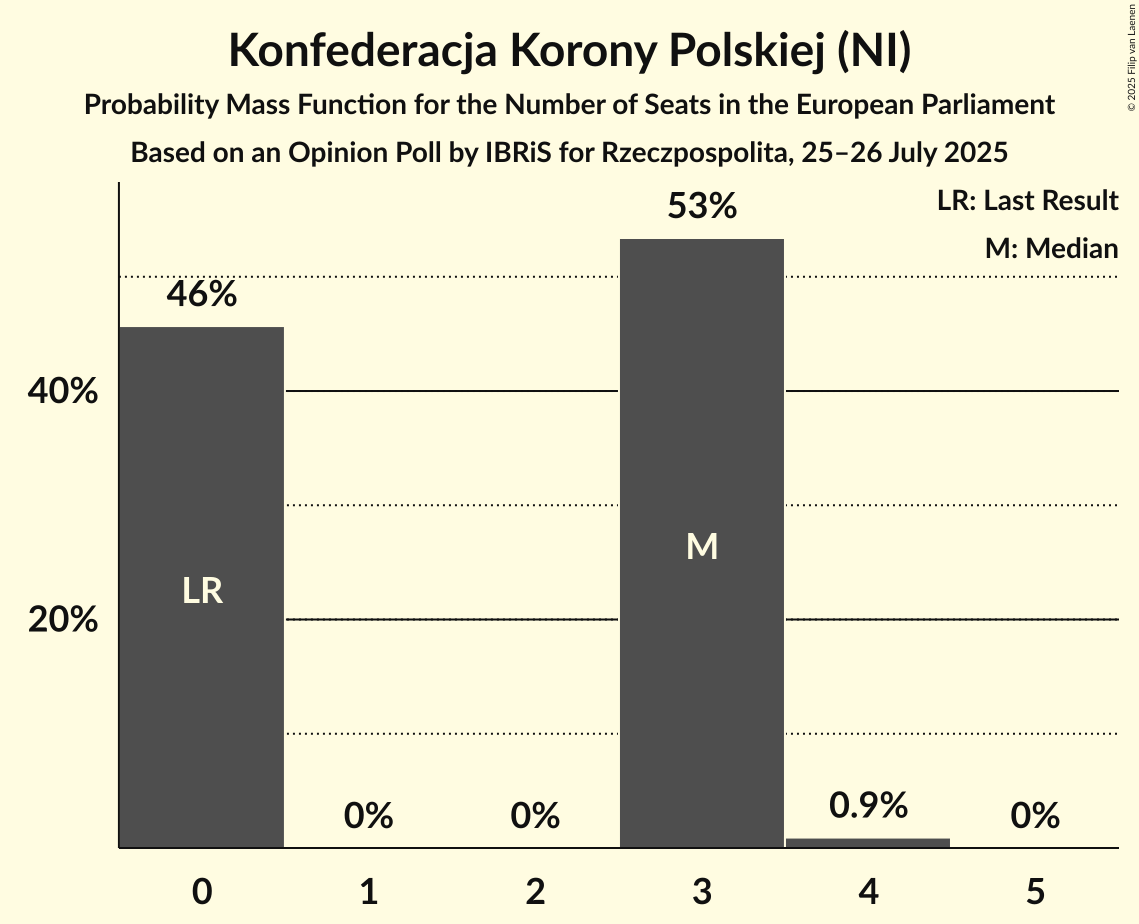 Konfederacja Korony Polskiej (NI)
Probability Mass Function for the Number of Seats in the European Parliament
Based on an Opinion Poll by IBRiS for Rzeczpospolita, 25–26 July 2025
© 2025 Filip van Laenen
LR: Last Result
M: Median
53%
46%
40%
20%
LR
M
0%
0%
0.9%
0%
0
1
2
3
4
5